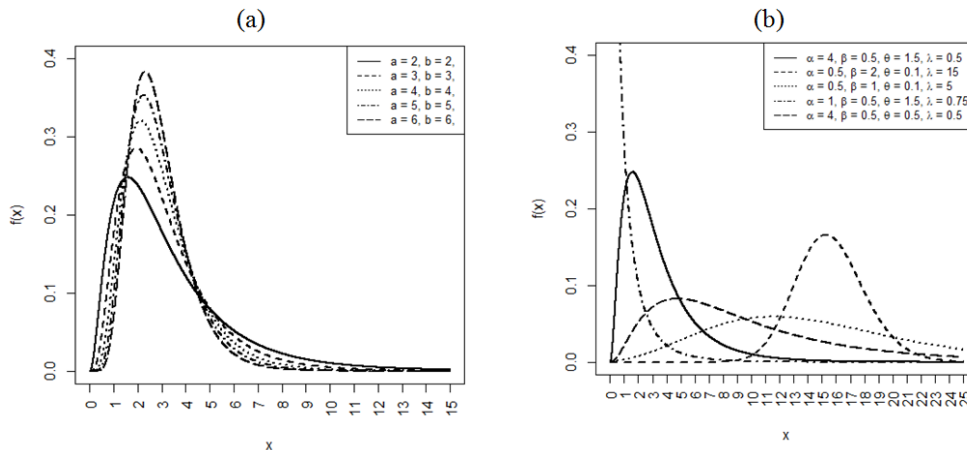 (a)
(b)
a = 2, b = 2,
a = 3, b = 3,
a = 4, b = 4,
a = 5, b = 5,
a = 6, b = 6,
f(x)
0.4
0.3
0.2
0.1
0.0
0 1 2 3 4 5 6 7 8 9 10 11 12 13 14 15
x
α = 4, β = 0.5, θ = 1.5, λ = 0.5
α = 0.5, β = 2, θ = 0.1, λ = 15
α = 0.5, β = 1, θ = 0.1, λ = 5
α = 1, β = 0.5, θ = 1.5, λ = 0.75
α = 4, β = 0.5, θ = 0.5, λ = 0.5
f(x)
0.4
0.3
0.2
0.1
0.0
0 1 2 3 4 5 6 7 8 9 10 11 12 13 14 15 16 17 18 19 20 21 22 23 24 25
x